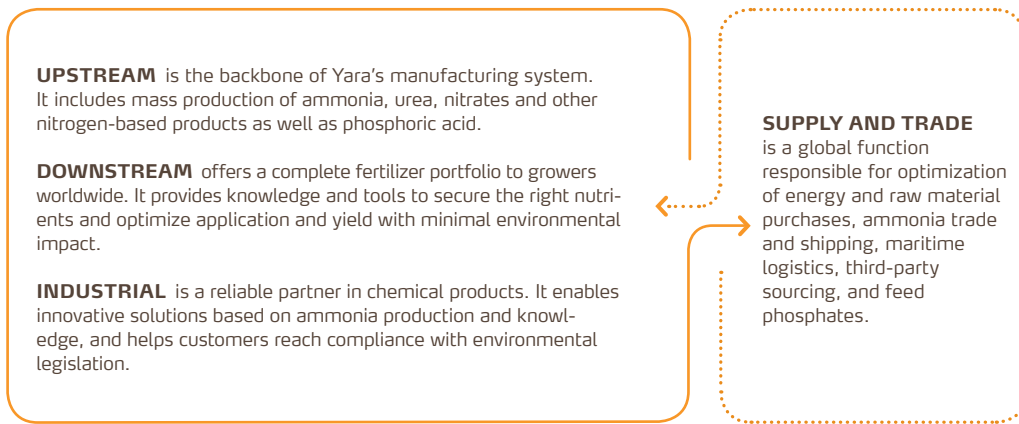 UPSTREAM is the backbone of Yara's manufacturing system.
It includes mass production of ammonia, urea, nitrates and other
nitrogen-based products as well as phosphoric acid.
DOWNSTREAM offers a complete fertilizer portfolio to growers
worldwide. It provides knowledge and tools to secure the right nutri-
ents and optimize application and yield with minimal environmental
impact.
INDUSTRIAL is a reliable partner in chemical products. It enables
innovative solutions based on ammonia production and knowl-
edge, and helps customers reach compliance with environmental
legislation.
SUPPLY AND TRADE
is a global function
responsible for optimization
of energy and raw material
purchases, ammonia trade
and shipping, maritime
logistics, third-party
sourcing, and feed
phosphates.